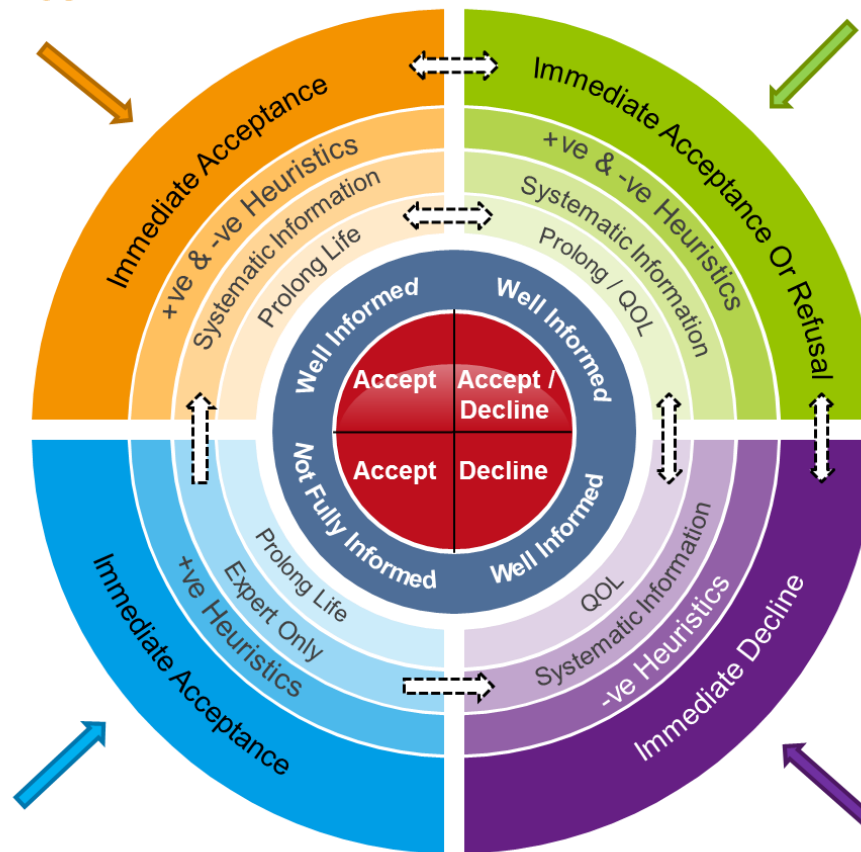 Immediate Acceptance
+ve & -ve Heuristics
Systematic Information
Prolong Life
Immediate Acceptance Or Refusal
+ve & -ve Heuristics
Systematic Information
Prolong / QOL
Well Informed
Well Informed
Accept
Accept /
Decline
Accept
Decline
Not Fully Informed
Well Informed
Prolong Life
Expert Only
+ve Heuristics
Immediate Acceptance
QOL
Systematic Information
-ve Heuristics
Immediate Decline